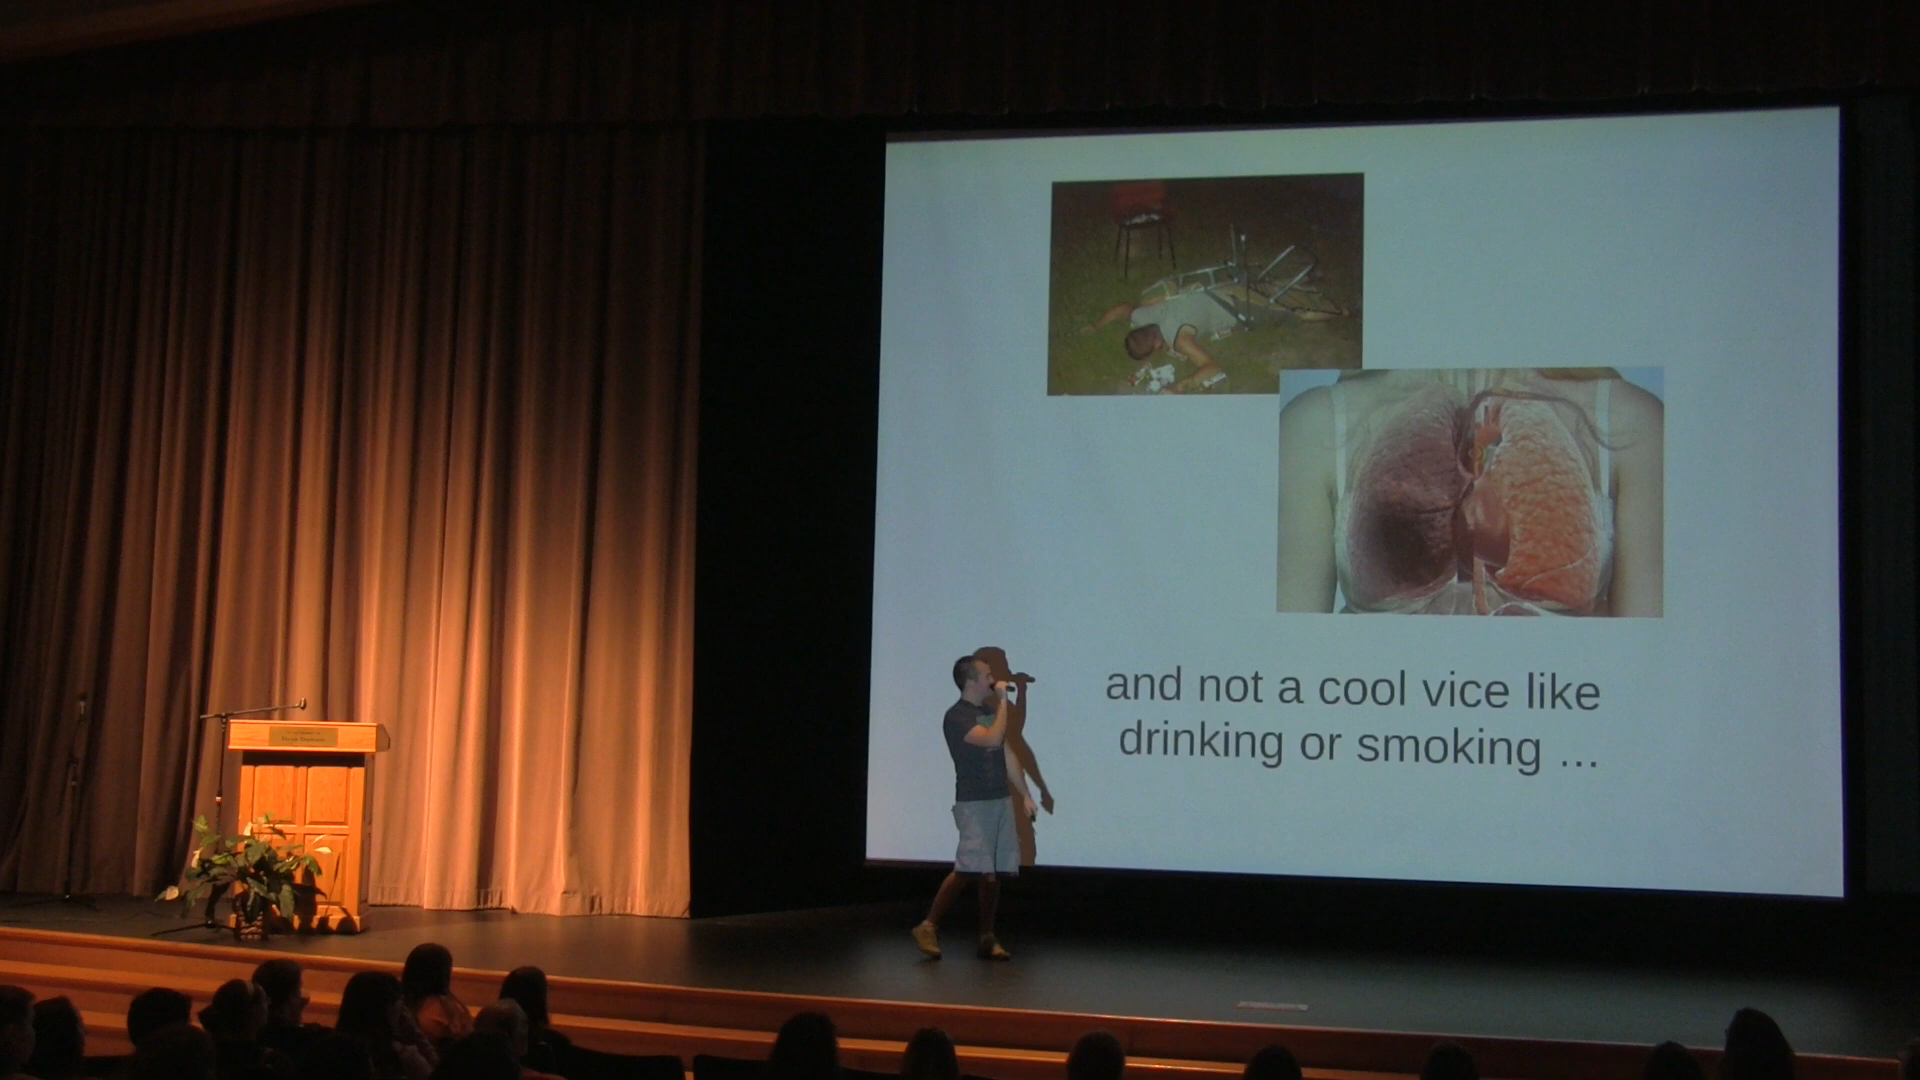 and not a cool vice like
drinking or smoking ...